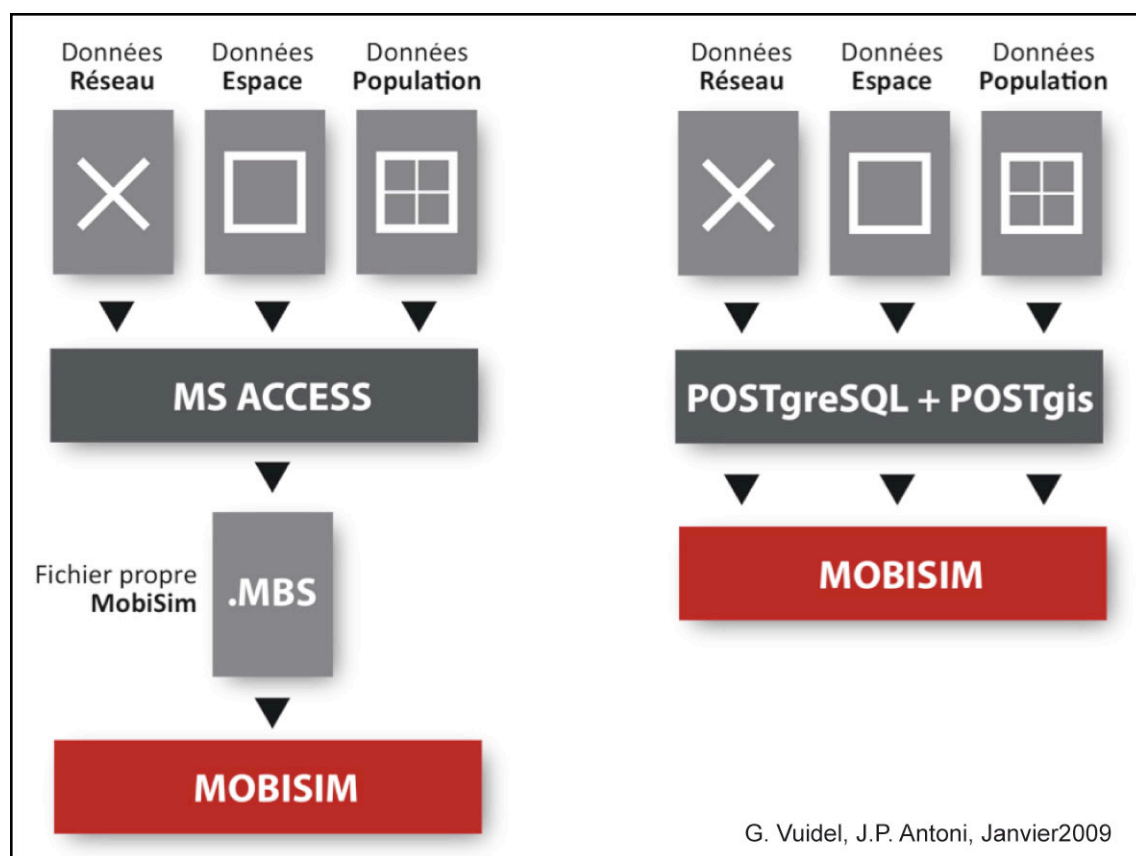 Données
Réseau
Données
Espace
Données
Population
MS ACCESS
Fichier propre
MobiSim
.MBS
MOBISIM
Données
Réseau
Données
Espace
Données
Population
POSTgreSQL + POSTgis
MOBISIM
G. Vuidel, J.P. Antoni, Janvier2009